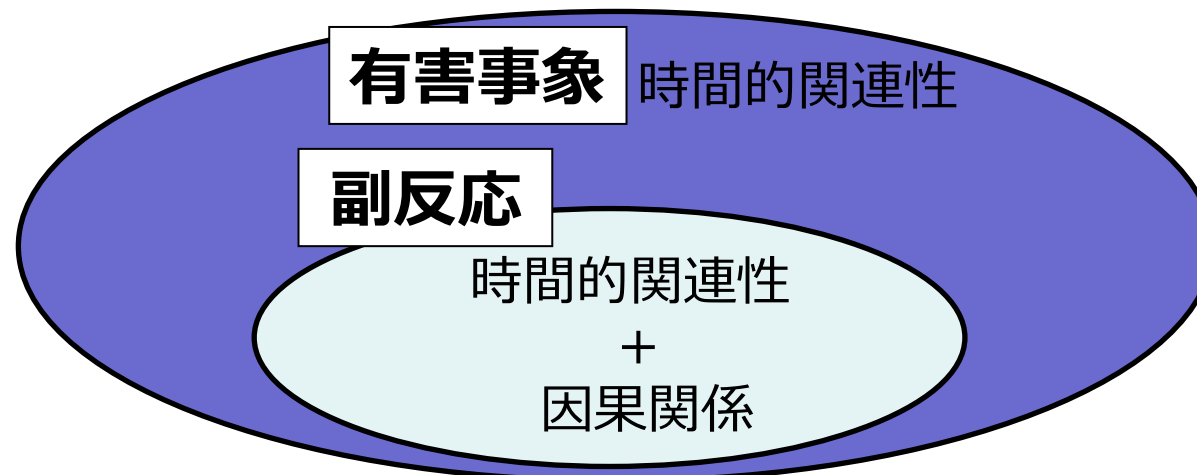 有害事象 時間的関連性
副反応
時間的関連性
+
因果関係